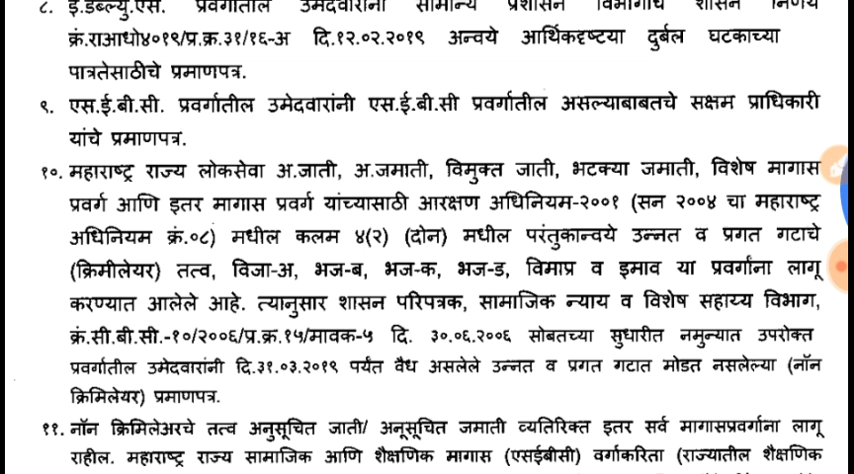 ८. ई.डब्ल्यु.एस. प्रवर्गातील उमेदवारांनी सामान्य प्रशासन विभागाचे शासन निर्णय
क्रं.राआधो४०१९/प्र.क्र.३१/१६-अ दि.१२.०२.२०१९ अन्वये आर्थिकदृष्टया दुर्बल घटकाच्या
पात्रतेसाठीचे प्रमाणपत्र.
९. एस.ई.बी.सी. प्रवर्गातील उमेदवारांनी एस.ई.बी.सी प्रवर्गातील असल्याबाबतचे सक्षम प्राधिकारी
यांचे प्रमाणपत्र.
१०. महाराष्ट्र राज्य लोकसेवा अ.जाती, अ.जमाती, विमुक्त जाती, भटक्या जमाती, विशेष मागास
प्रवर्ग आणि इतर मागास प्रवर्ग यांच्यासाठी आरक्षण अधिनियम-२००१ (सन २००४ चा महाराष्ट्र
अधिनियम क्रं.०८) मधील कलम ४(२) (दोन) मधील परंतुकान्वये उन्नत व प्रगत गटाचे
(क्रिमीलेयर) तत्व, विजा-अ, भज-ब, भज-क, भज-ड, विमाप्र व इमाव या प्रवर्गांना लागू
करण्यात आलेले आहे. त्यानुसार शासन परिपत्रक, सामाजिक न्याय व विशेष सहाय्य विभाग,
क्रं.सी.बी.सी.-१०/२००६/प्र.क्र.१५/मावक-५ दि. ३०.०६.२००६ सोबतच्या सुधारीत नमुन्यात उपरोक्त
प्रवर्गातील उमेदवारांनी दि.३१.०३.२०१९ पर्यंत वैध असलेले उन्नत व प्रगत गटात मोडत नसलेल्या (नॉन
क्रिमिलेयर) प्रमाणपत्र.
११. नॉन क्रिमिलेअरचे तत्व अनुसूचित जाती/ अनूसूचित जमाती व्यतिरिक्त इतर सर्व मागासप्रवर्गाना लागू
राहील. महाराष्ट्र राज्य सामाजिक आणि शैक्षणिक मागास (एसईबीसी) वर्गाकरिता (राज्यातील शैक्षणिक